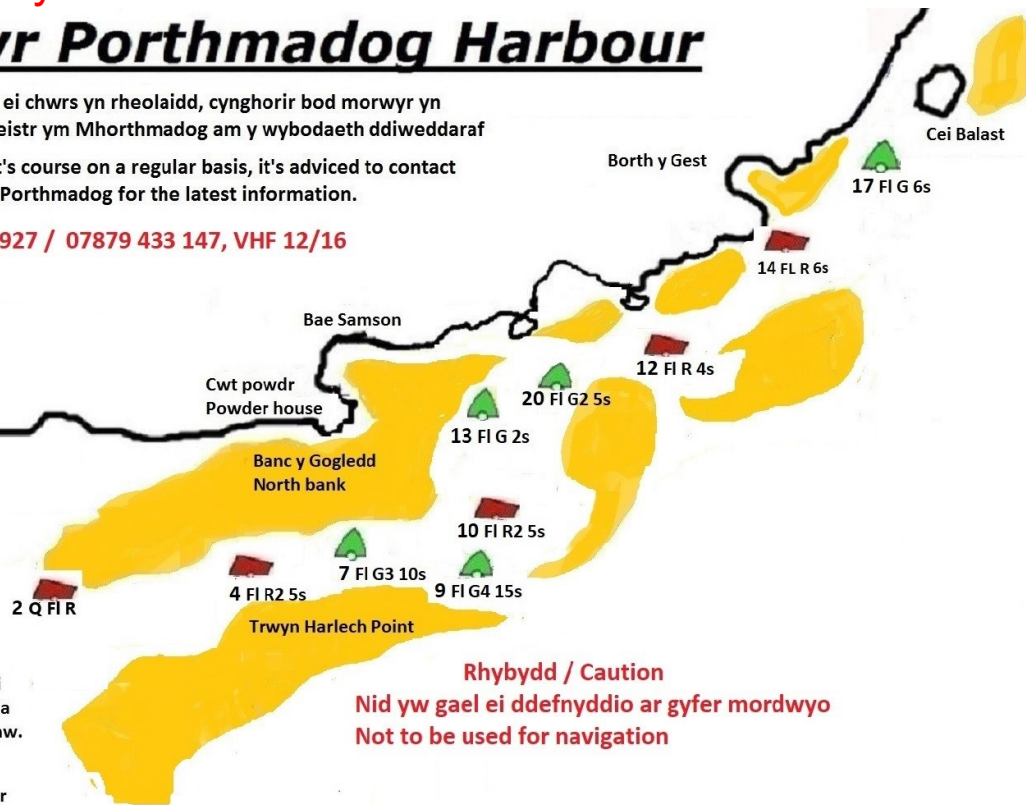 yr Porthmadog Harbour
ei chwrs yn rheolaidd, cynghorir bod morwyr yn
eistr ym Mhorthmadog am y wybodaeth ddiweddaraf
t's course on a regular basis, it's adviced to contact
Porthmadog for the latest information.
927 / 07879 433 147, VHF 12/16
Cei Balast
Borth y Gest
17 Fl G 6s
14 FL R 6s
Bae Samson
12 Fl R 4s
Cwt powdr
Powder house
20 Fl G2 5s
13 Fl G 2s
Banc y Gogledd
North bank
10 Fl R2 5s
7 Fl G3 10s
9 Fl G4 15s
4 Fl R2 5s
2 Q Fl R
Trwyn Harlech Point
Rhybydd / Caution
Nid yw gael ei ddefnyddio ar gyfer mordwyo
Not to be used for navigation
i
a
aw.
r